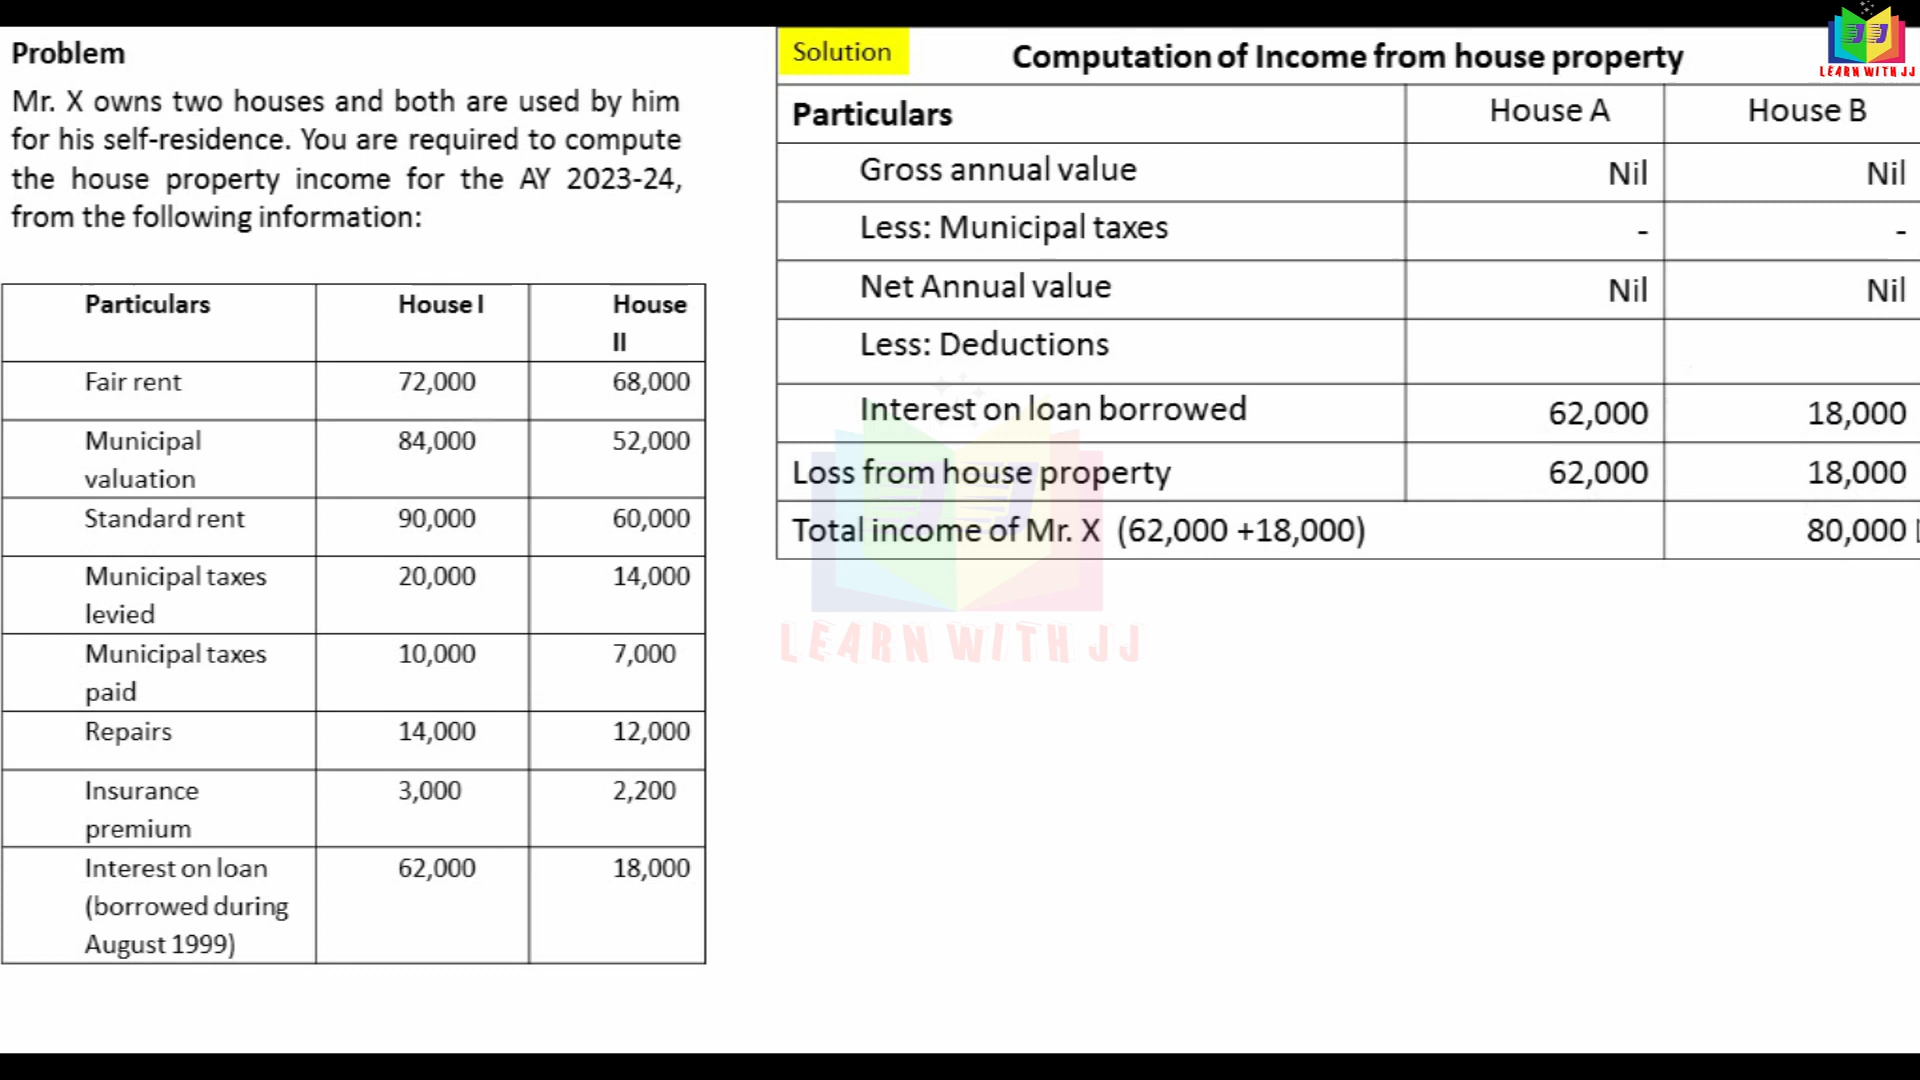 Problem
Mr. X owns two houses and both are used by him
for his self-residence. You are required to compute
the house property income for the AY 2023-24,
from the following information:
Particulars House I House
II
Fair rent 72,000 68,000
Municipal 84,000 52,000
valuation
Standard rent 90,000 60,000
Municipal taxes 20,000 14,000
levied
Municipal taxes 10,000 7,000
paid
Repairs 14,000 12,000
Insurance 3,000 2,200
premium
Interest on loan 62,000 18,000
(borrowed during
August 1999)
Solution
Computation of Income from house property
Particulars House A House B
Gross annual value Nil Nil
Less: Municipal taxes - -
Net Annual value Nil Nil
Less: Deductions
Interest on loan borrowed 62,000 18,000
Loss from house property 62,000 18,000
Total income of Mr. X (62,000 +18,000) 80,000
LEARN WITH JJ
JJ
LEARN WITH JJ